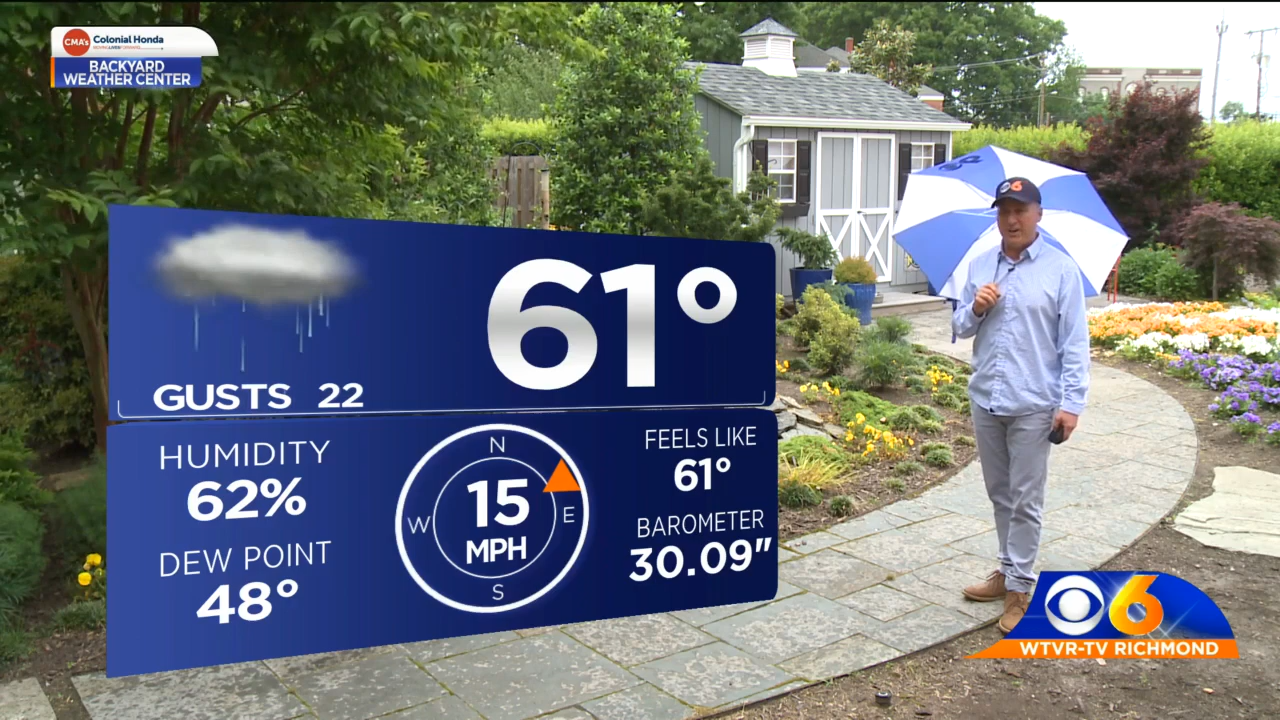 CMA's Colonial Honda
BACKYARD
WEATHER CENTER
61°
GUSTS 22
HUMIDITY
62%
DEW POINT
48°
N
W
E
S
15
MPH
FEELS LIKE
61°
BAROMETER
30.09"
6
6
WTVR-TV RICHMOND